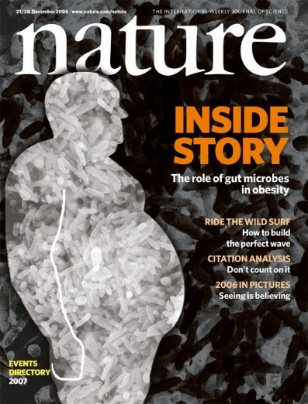 21/28 December 2006 | www.nature.com/nature THE INTERNATIONAL WEEKLY JOURNAL OF SCIENCE
nature
INSIDE
STORY
The role of gut microbes
in obesity
RIDE THE WILD SURF
How to build
the perfect wave
CITATION ANALYSIS
Don't count on it
2006 IN PICTURES
Seeing is believing
EVENTS
DIRECTORY
2007